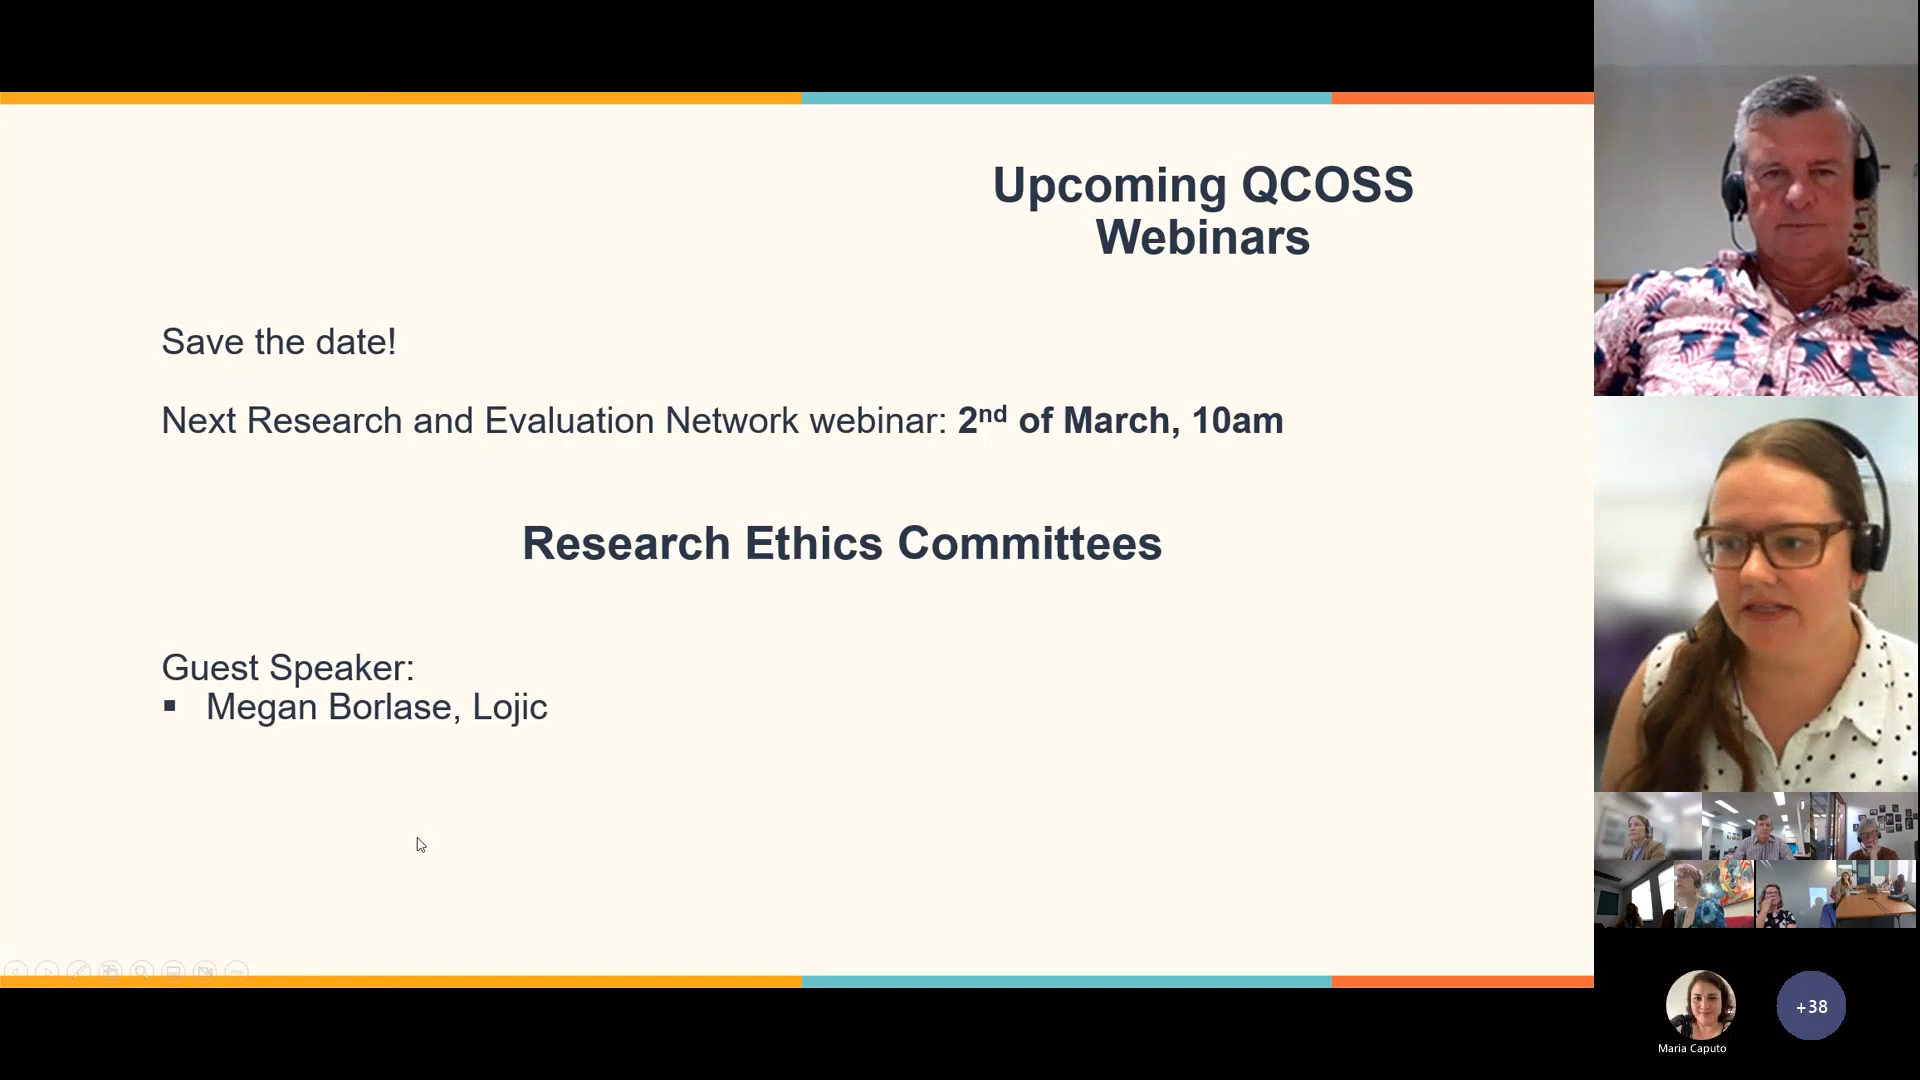 Upcoming QCOSS
Webinars
Save the date!
Next Research and Evaluation Network webinar: 2nd of March, 10am
Research Ethics Committees
Guest Speaker:
▪ Megan Borlase, Lojic
Maria Caputo
+38